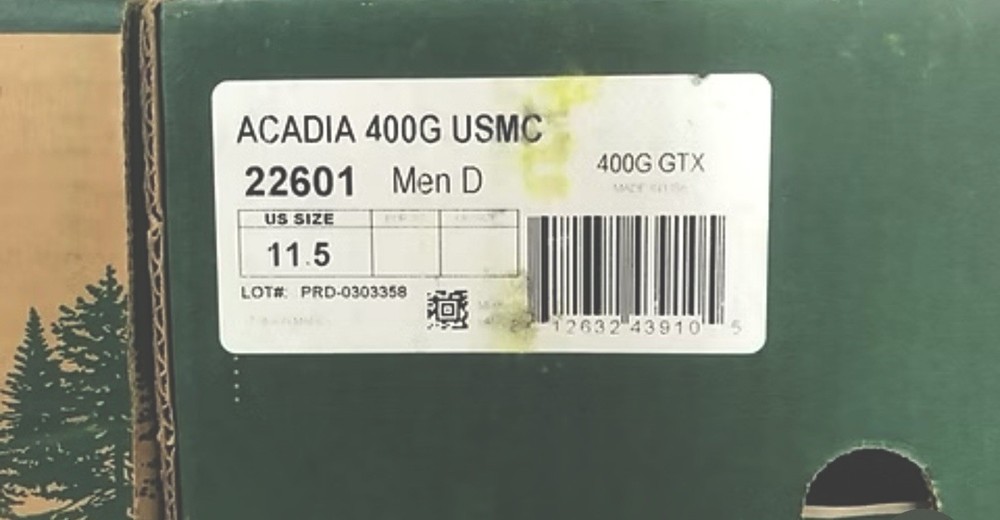 ACADIA 400G USMC
22601 Men D
400G GTX
US SIZE
11.5
LOT#: PRD-0303358
12632 43910 5